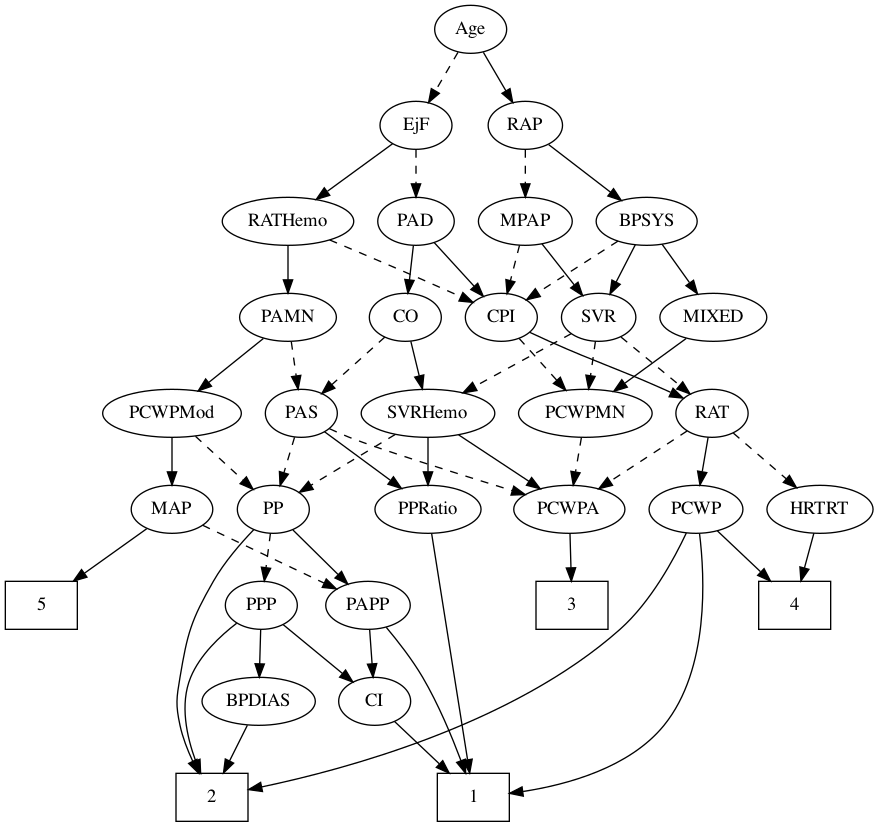 Age
EjF
RAP
RATHemo
PAD
MPAP
BPSYS
PAMN
CO
CPI
SVR
MIXED
PCWPMod
PAS
SVRHemo
PCWPMN
RAT
MAP
PP
PPRatio
PCWPA
PCWP
HRTRT
5
PPP
PAPP
3
4
BPDIAS
CI
2
1